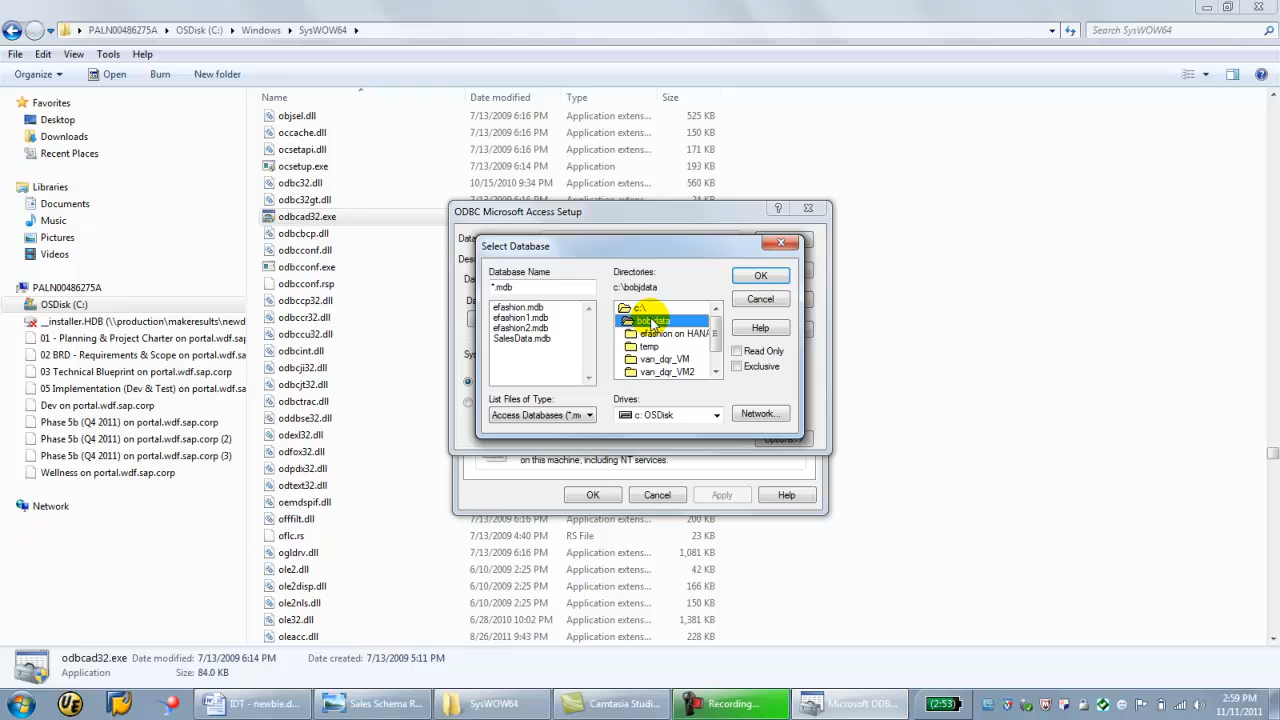 PALN00486275A
OSDisk (C:)
Windows
SysWOW64
Search SysWOW64
File
Edit
View
Tools
Help
Organize
Open
Burn
New folder
Favorites
Desktop
Downloads
Recent Places
Libraries
Documents
Music
Pictures
Videos
PALN00486275A
OSDisk (C:)
__installer.HDB (\\production\makeresults\newd
01 - Planning & Project Charter on portal.wdf.sap
02 BRD - Requirements & Scope on portal.wdf.s
03 Technical Blueprint on portal.wdf.sap.corp
05 Implementation (Test & Dev) on portal.wdf.sa
Dev on portal.wdf.sap.corp
Phase 5b (Q4 2011) on portal.wdf.sap.corp
Phase 5b (Q4 2011) on portal.wdf.sap.corp (2)
Phase 5b (Q4 2011) on portal.wdf.sap.corp (3)
Wellness on portal.wdf.sap.corp
Network
Name Date modified Type Size
objsel.dll 7/13/2009 6:16 PM Application extens... 525 KB
occache.dll 7/13/2009 6:16 PM Application extens... 150 KB
ocsetapi.dll 7/13/2009 6:16 PM Application extens... 171 KB
ocsetup.exe 7/13/2009 6:14 PM Application 193 KB
odbc32.dll 10/15/2010 9:34 PM Application extens... 560 KB
odbc32gt.dll 7/13/2009 6:16 PM Application extens... 24 KB
odbcad32.exe
odbcbcp.dll
odbcconf.dll
odbcconf.exe
odbcconf.rsp
odbccp32.dll
odbccr32.dll
odbccu32.dll
odbcint.dll
odbcji32.dll
odbcjt32.dll
odbctrac.dll
oddbse32.dll
odexl32.dll
odfox32.dll
odpdx32.dll
odtext32.dll
oemdspif.dll
offfilt.dll 7/13/2009 6:16 PM Application extens... 200 KB
oflc.rs 7/13/2009 4:40 PM RS File 23 KB
ogldrv.dll 7/13/2009 6:16 PM Application extens... 1,081 KB
ole2.dll 6/10/2009 2:25 PM Application extens... 42 KB
ole2disp.dll 6/10/2009 2:25 PM Application extens... 166 KB
ole2nls.dll 6/10/2009 2:25 PM Application extens... 150 KB
ole32.dll 6/28/2010 10:02 PM Application extens... 1,381 KB
oleacc.dll 8/26/2011 9:43 PM Application extens... 228 KB
ODBC Microsoft Access Setup
Select Database
Database Name
*.mdb
efashion.mdb
efashion1.mdb
efashion2.mdb
SalesData.mdb
List Files of Type:
Access Databases (*.m
Directories:
c:\bobjdata
c:\
bobjdata
efashion on HANA
temp
van_dqr_VM
van_dqr_VM2
Drives:
c: OSDisk
OK
Cancel
Help
Read Only
Exclusive
Network...
Options>>
on this machine, including NT services.
OK
Cancel
Apply
Help
odbcad32.exe Date modified: 7/13/2009 6:14 PM Date created: 7/13/2009 5:11 PM
Application Size: 84.0 KB
IDT - newbie.d...
Sales Schema R...
SysWOW64
Camtasia Studi...
Recording...
Microsoft ODB...
(2:53)
2:59 PM
11/11/2011